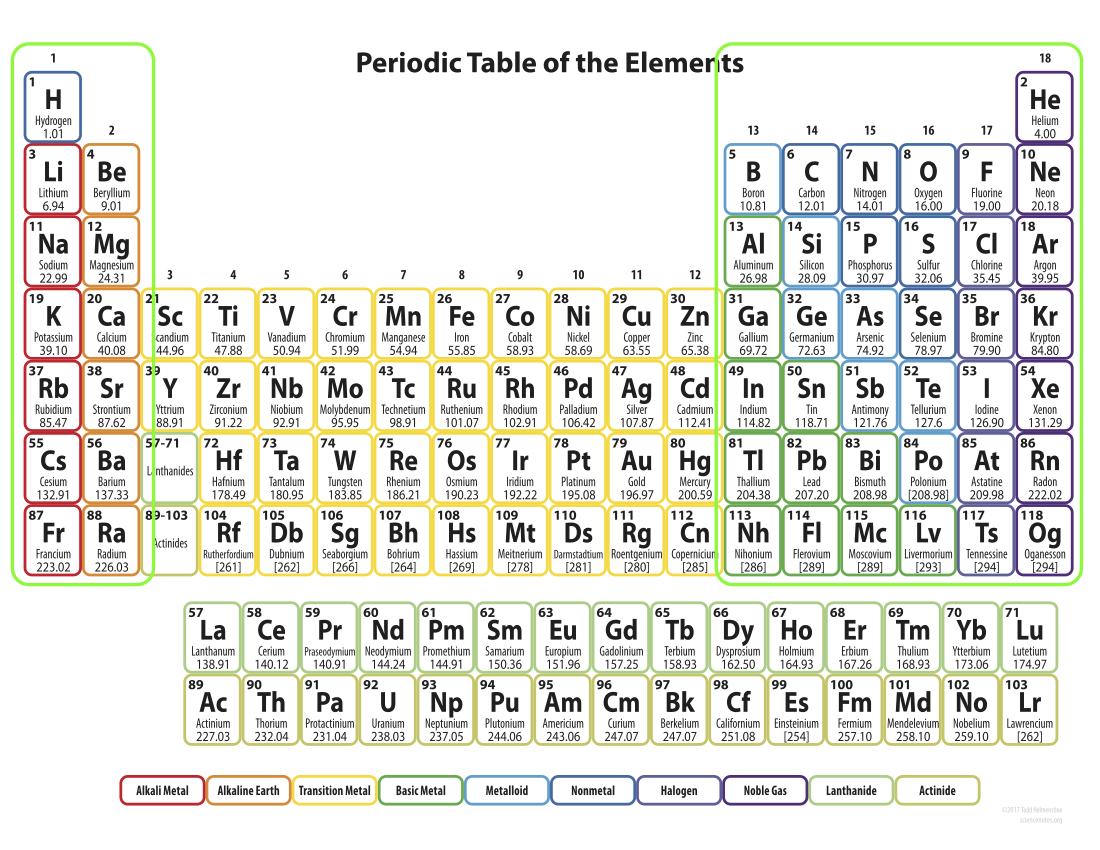 Periodic Table of the Elements
1 18
1 2
H He
Hydrogen Helium
1.01 4.00
2 13 14 15 16 17
3 4 5 6 7 8 9 10
Li Be B C N O F Ne
Lithium Beryllium Boron Carbon Nitrogen Oxygen Fluorine Neon
6.94 9.01 10.81 12.01 14.01 16.00 19.00 20.18
11 12 13 14 15 16 17 18
Na Mg Al Si P S Cl Ar
Sodium Magnesium Aluminum Silicon Phosphorus Sulfur Chlorine Argon
22.99 24.31 26.98 28.09 30.97 32.06 35.45 39.95
3 4 5 6 7 8 9 10 11 12
19 20 21 22 23 24 25 26 27 28 29 30 31 32 33 34 35 36
K Ca Sc Ti V Cr Mn Fe Co Ni Cu Zn Ga Ge As Se Br Kr
Potassium Calcium Scandium Titanium Vanadium Chromium Manganese Iron Cobalt Nickel Copper Zinc Gallium Germanium Arsenic Selenium Bromine Krypton
39.10 40.08 44.96 47.88 50.94 51.99 54.94 55.85 58.93 58.69 63.55 65.38 69.72 72.63 74.92 78.97 79.90 84.80
37 38 39 40 41 42 43 44 45 46 47 48 49 50 51 52 53 54
Rb Sr Y Zr Nb Mo Tc Ru Rh Pd Ag Cd In Sn Sb Te I Xe
Rubidium Strontium Yttrium Zirconium Niobium Molybdenum Technetium Ruthenium Rhodium Palladium Silver Cadmium Indium Tin Antimony Tellurium Iodine Xenon
85.47 87.62 88.91 91.22 92.91 95.95 98.91 101.07 102.91 106.42 107.87 112.41 114.82 118.71 121.76 127.6 126.90 131.29
55 56 57-71 72 73 74 75 76 77 78 79 80 81 82 83 84 85 86
Cs Ba Hf Ta W Re Os Ir Pt Au Hg Tl Pb Bi Po At Rn
Cesium Barium Lanthanides Hafnium Tantalum Tungsten Rhenium Osmium Iridium Platinum Gold Mercury Thallium Lead Bismuth Polonium Astatine Radon
132.91 137.33 178.49 180.95 183.85 186.21 190.23 192.22 195.08 196.97 200.59 204.38 207.20 208.98 [208.98] 209.98 222.02
87 88 89-103 104 105 106 107 108 109 110 111 112 113 114 115 116 117 118
Fr Ra Rf Db Sg Bh Hs Mt Ds Rg Cn Nh Fl Mc Lv Ts Og
Francium Radium Actinides Rutherfordium Dubnium Seaborgium Bohrium Hassium Meitnerium Darmstadtium Roentgenium Copernicium Nihonium Flerovium Moscovium Livermorium Tennessine Oganesson
223.02 226.03 [261] [262] [266] [264] [269] [278] [281] [280] [285] [286] [289] [289] [293] [294] [294]
57 58 59 60 61 62 63 64 65 66 67 68 69 70 71
La Ce Pr Nd Pm Sm Eu Gd Tb Dy Ho Er Tm Yb Lu
Lanthanum Cerium Praseodymium Neodymium Promethium Samarium Europium Gadolinium Terbium Dysprosium Holmium Erbium Thulium Ytterbium Lutetium
138.91 140.12 140.91 144.24 144.91 150.36 151.96 157.25 158.93 162.50 164.93 167.26 168.93 173.06 174.97
89 90 91 92 93 94 95 96 97 98 99 100 101 102 103
Ac Th Pa U Np Pu Am Cm Bk Cf Es Fm Md No Lr
Actinium Thorium Protactinium Uranium Neptunium Plutonium Americium Curium Berkelium Californium Einsteinium Fermium Mendelevium Nobelium Lawrencium
227.03 232.04 231.04 238.03 237.05 244.06 243.06 247.07 247.07 251.08 [254] 257.10 258.10 259.10 [262]
Alkali Metal Alkaline Earth Transition Metal Basic Metal Metalloid Nonmetal Halogen Noble Gas Lanthanide Actinide
©2017 Todd Helmenstine
sciencenotes.org